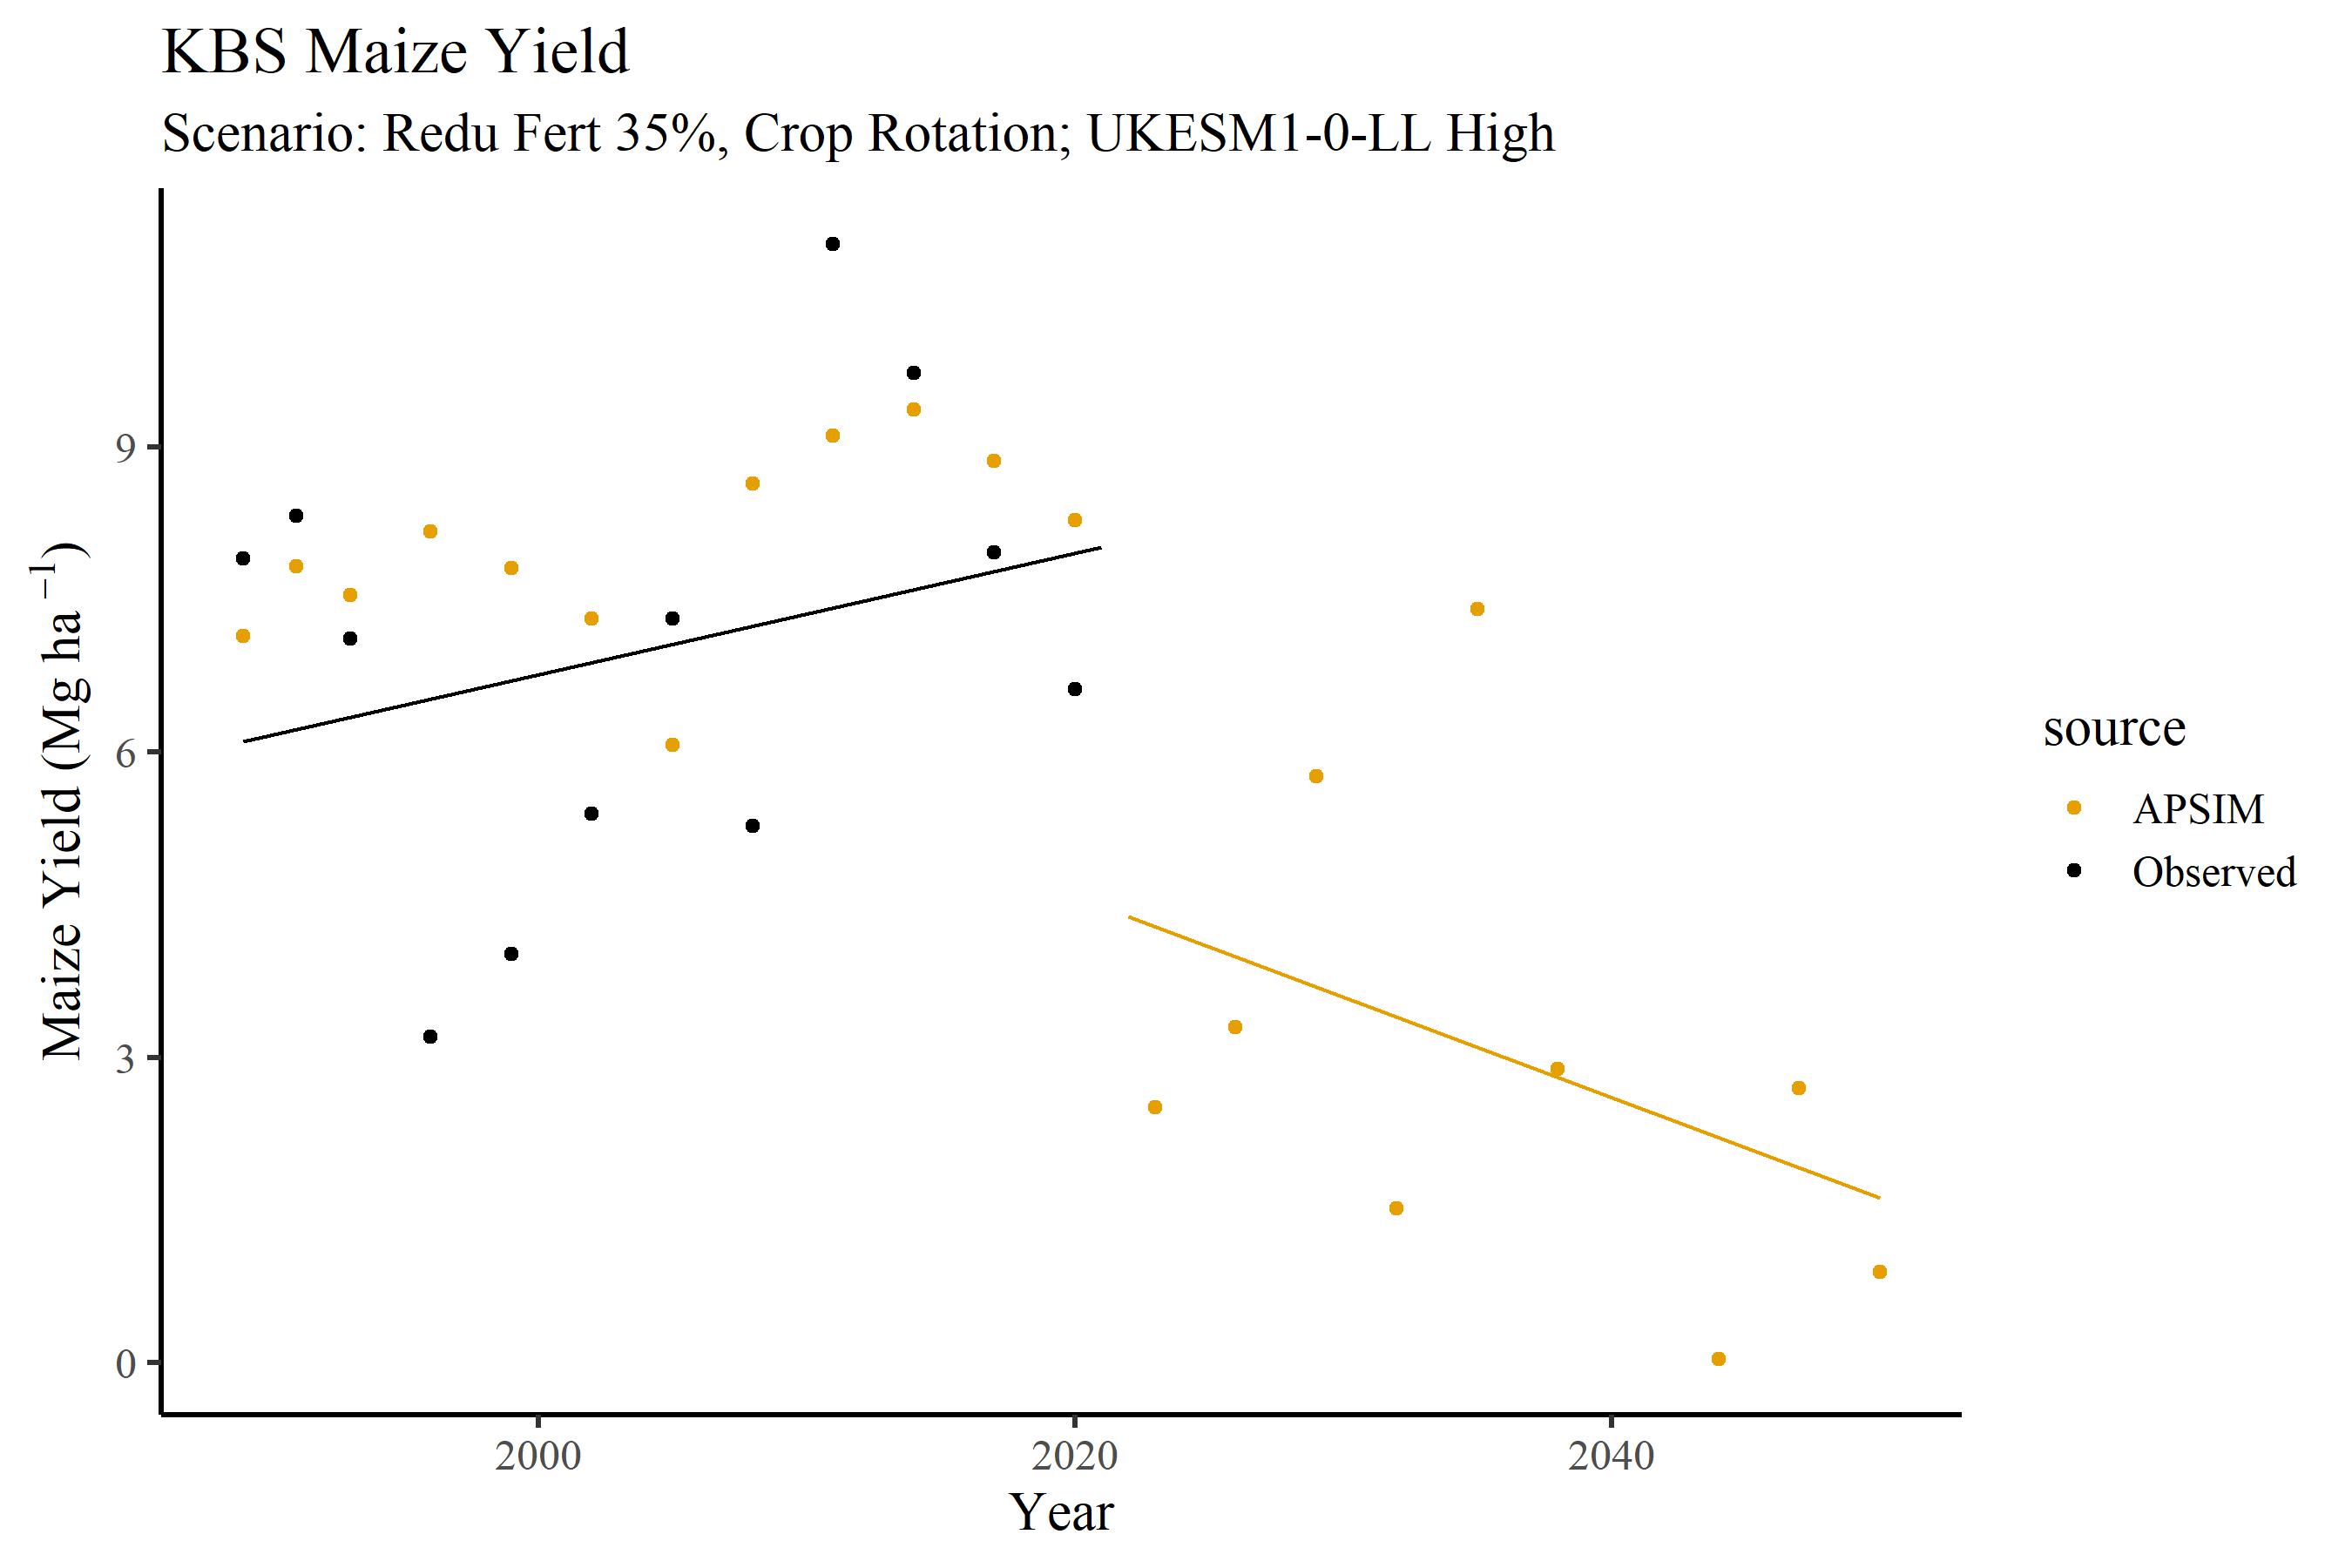 KBS Maize Yield
Scenario: Redu Fert 35%, Crop Rotation; UKESM1-0-LL High
Maize Yield (Mg ha⁻¹)
9
6
3
0
2000
2020
2040
Year
source
APSIM
Observed